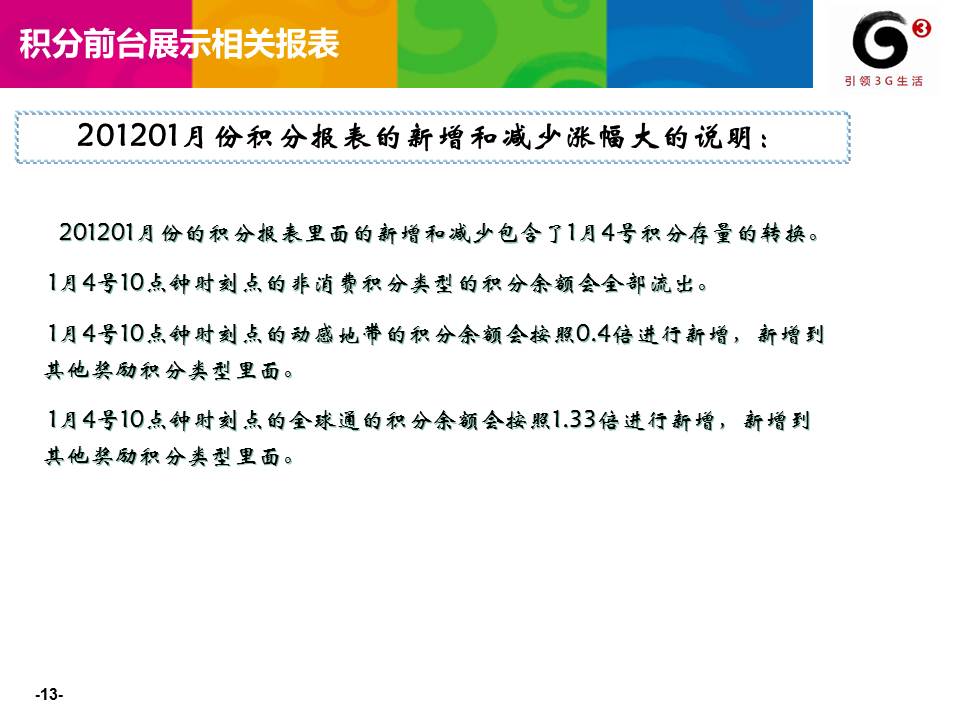 积分前台展示相关报表
3
引领3G生活
201201月份积分报表的新增和减少涨幅大的说明：
201201月份的积分报表里面的新增和减少包含了1月4号积分存量的转换。
1月4号10点钟时刻点的非消费积分类型的积分余额会全部流出。
1月4号10点钟时刻点的动感地带的积分余额会按照0.4倍进行新增，新增到
其他奖励积分类型里面。
1月4号10点钟时刻点的全球通的积分余额会按照1.33倍进行新增，新增到
其他奖励积分类型里面。
-13-